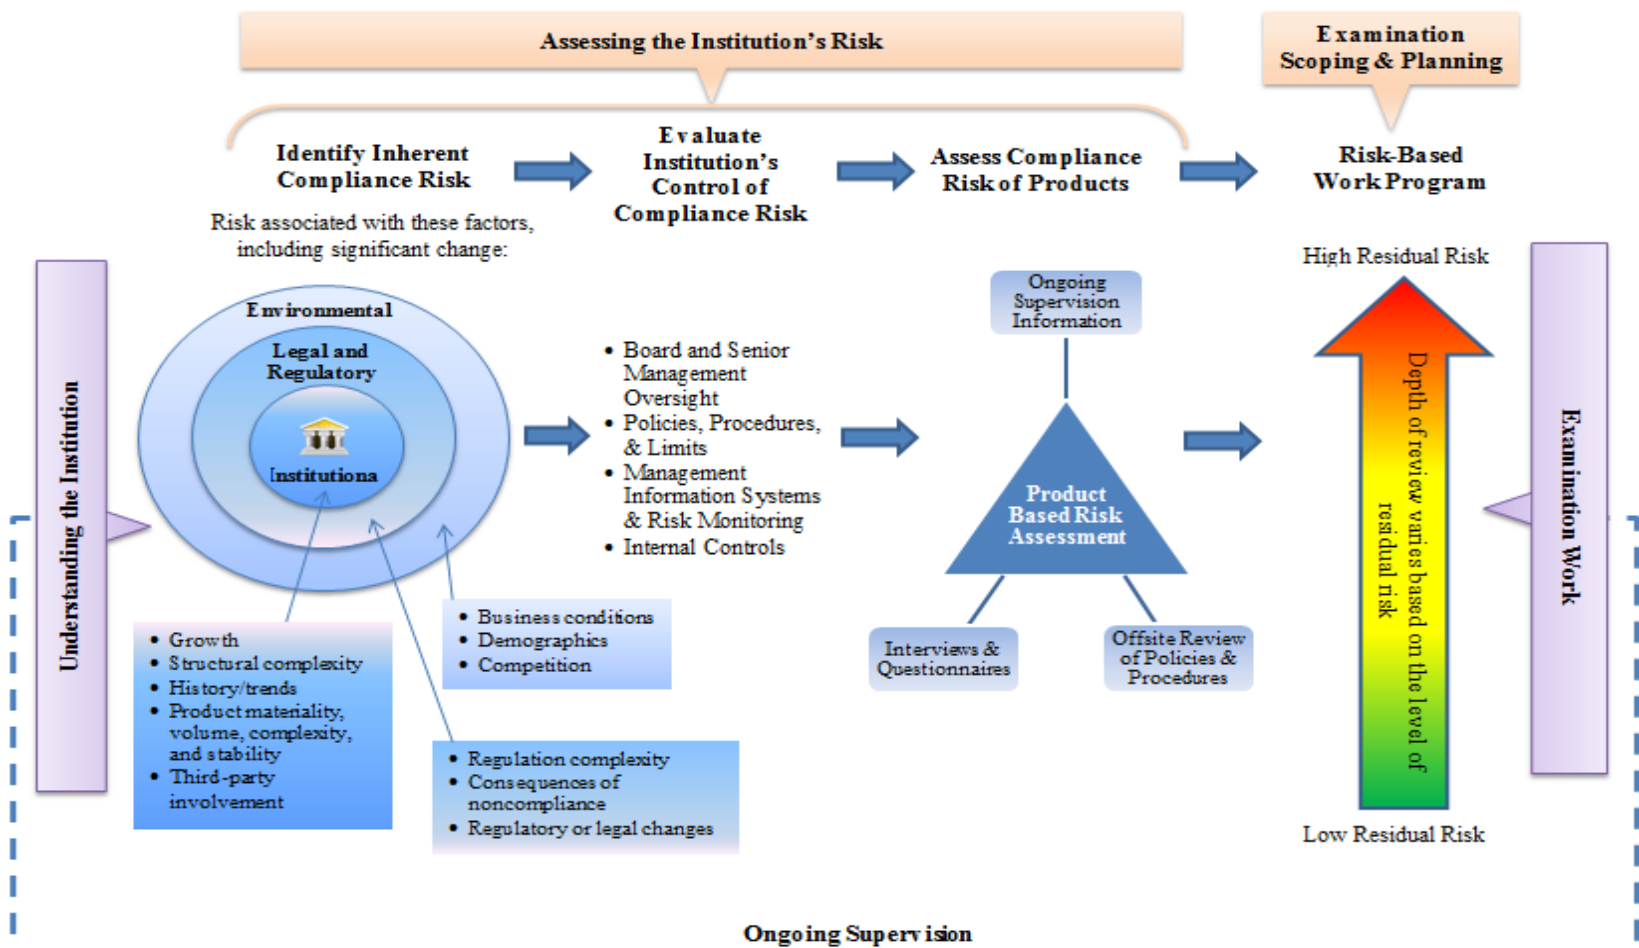 Assessing the Institution's Risk
Examination
Scoping & Planning
Identify Inherent
Compliance Risk
Evaluate
Institution's
Control of
Compliance Risk
Assess Compliance
Risk of Products
Risk-Based
Work Program
Risk associated with these factors,
including significant change:
Understanding the Institution
Environmental
Legal and
Regulatory
Institutiona
• Growth
• Structural complexity
• History/trends
• Product materiality,
volume, complexity,
and stability
• Third-party
involvement
• Business conditions
• Demographics
• Competition
• Regulation complexity
• Consequences of
noncompliance
• Regulatory or legal changes
• Board and Senior
Management
Oversight
• Policies, Procedures,
& Limits
• Management
Information Systems
& Risk Monitoring
• Internal Controls
Ongoing
Supervision
Information
Product
Based Risk
Assessment
Interviews &
Questionnaires
Offsite Review
of Policies &
Procedures
High Residual Risk
Depth of review varies based on the level of
residual risk
Low Residual Risk
Examination Work
Ongoing Supervision